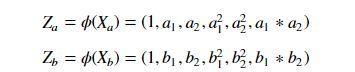 Z_a = ϕ(X_a) = (1, a_1, a_2, a_1^2, a_2^2, a_1 * a_2)
Z_b = ϕ(X_b) = (1, b_1, b_2, b_1^2, b_2^2, b_1 * b_2)